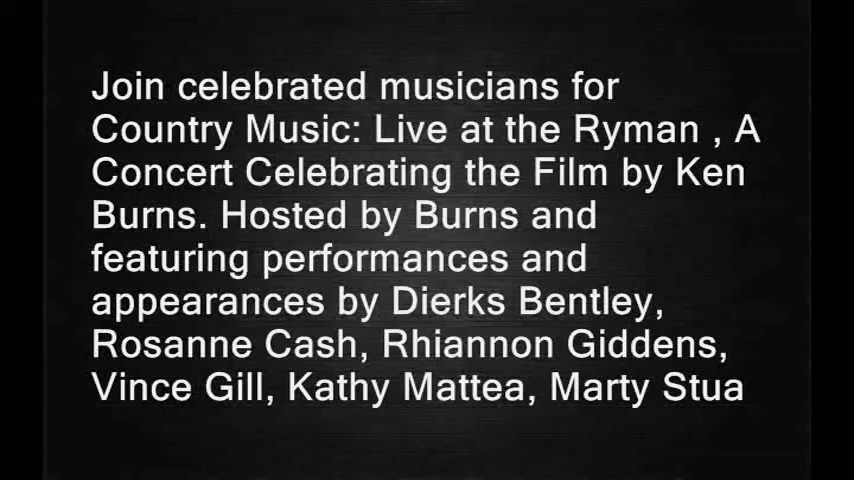 Join celebrated musicians for
Country Music: Live at the Ryman , A
Concert Celebrating the Film by Ken
Burns. Hosted by Burns and
featuring performances and
appearances by Dierks Bentley,
Rosanne Cash, Rhiannon Giddens,
Vince Gill, Kathy Mattea, Marty Stua